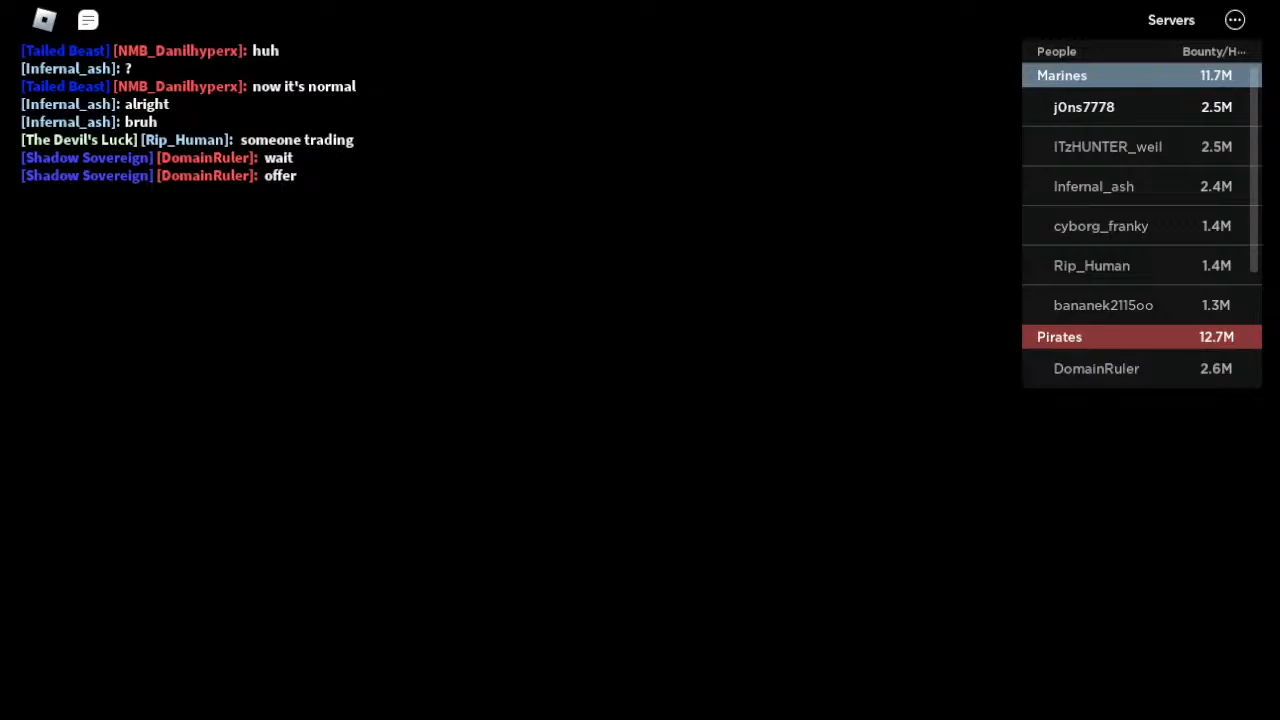 Servers
[Tailed Beast] [NMB_Danilhyperx]: huh
[Infernal_ash]: ?
[Tailed Beast] [NMB_Danilhyperx]: now it's normal
[Infernal_ash]: alright
[Infernal_ash]: bruh
[The Devil's Luck] [Rip_Human]: someone trading
[Shadow Sovereign] [DomainRuler]: wait
[Shadow Sovereign] [DomainRuler]: offer
People Bounty/H...
Marines 11.7M
j0ns7778 2.5M
ITzHUNTER_weil 2.5M
Infernal_ash 2.4M
cyborg_franky 1.4M
Rip_Human 1.4M
bananek2115oo 1.3M
Pirates 12.7M
DomainRuler 2.6M